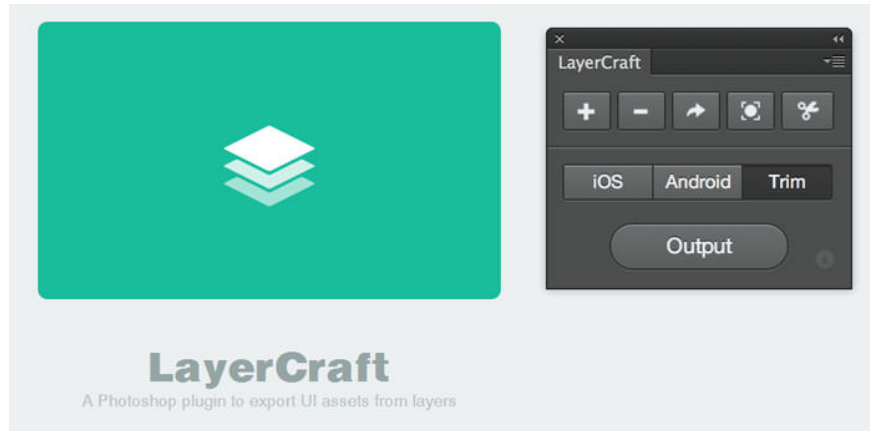 LayerCraft
iOS Android Trim
Output
LayerCraft
A Photoshop plugin to export UI assets from layers